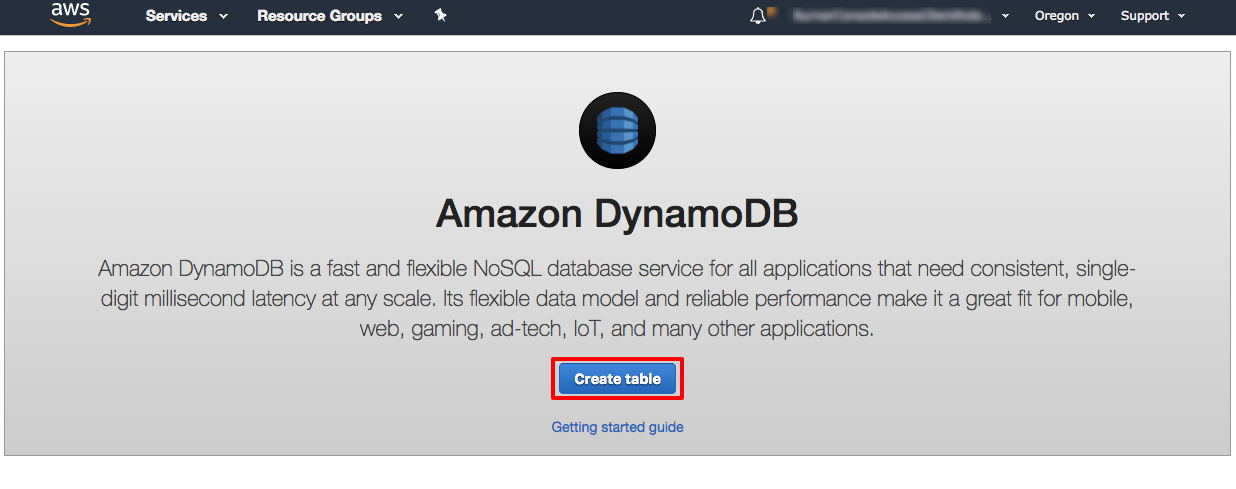 aws
Services
Resource Groups
Oregon
Support
Amazon DynamoDB
Amazon DynamoDB is a fast and flexible NoSQL database service for all applications that need consistent, single-
digit millisecond latency at any scale. Its flexible data model and reliable performance make it a great fit for mobile,
web, gaming, ad-tech, IoT, and many other applications.
Create table
Getting started guide